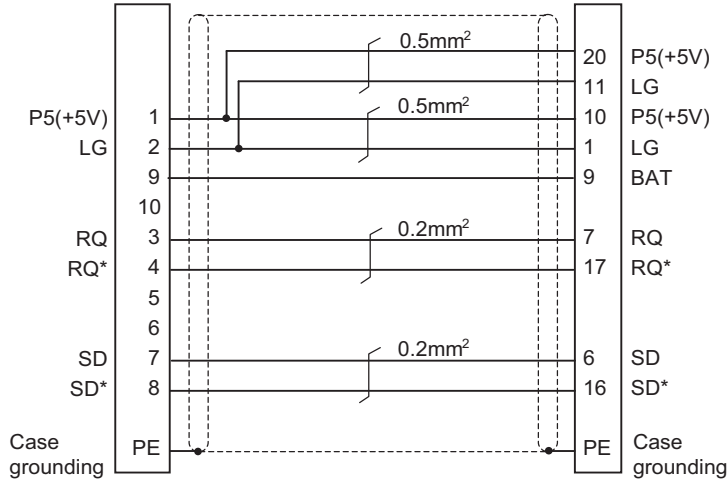 0.5mm²
20 P5(+5V)
11 LG
0.5mm²
P5(+5V) 1 10 P5(+5V)
LG 2 1 LG
9 9 BAT
10
0.2mm²
RQ 3 7 RQ
RQ* 4 17 RQ*
5
6
0.2mm²
SD 7 6 SD
SD* 8 16 SD*
Case grounding PE PE Case grounding